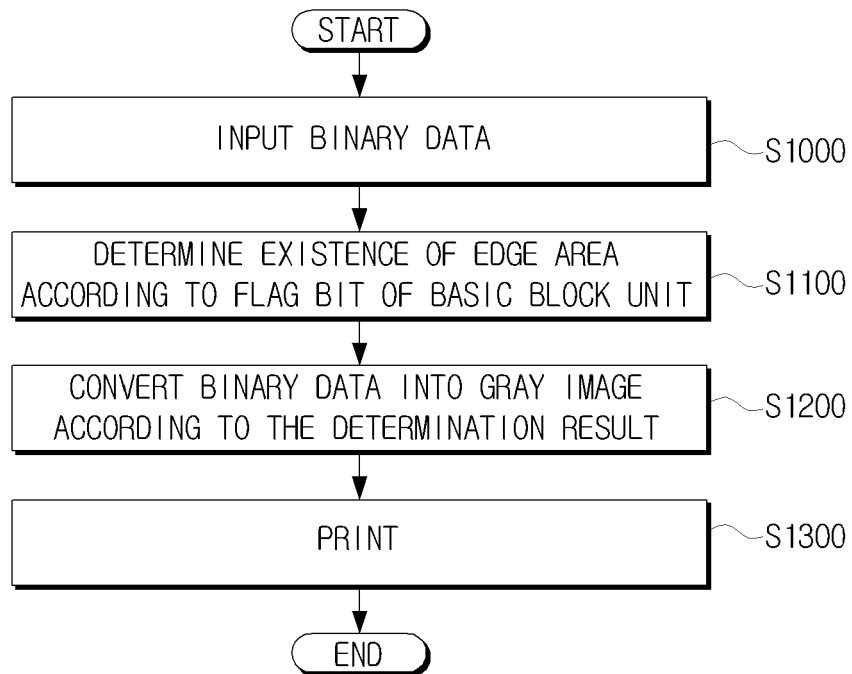 START
INPUT BINARY DATA
S1000
DETERMINE EXISTENCE OF EDGE AREA
ACCORDING TO FLAG BIT OF BASIC BLOCK UNIT
S1100
CONVERT BINARY DATA INTO GRAY IMAGE
ACCORDING TO THE DETERMINATION RESULT
S1200
PRINT
S1300
END